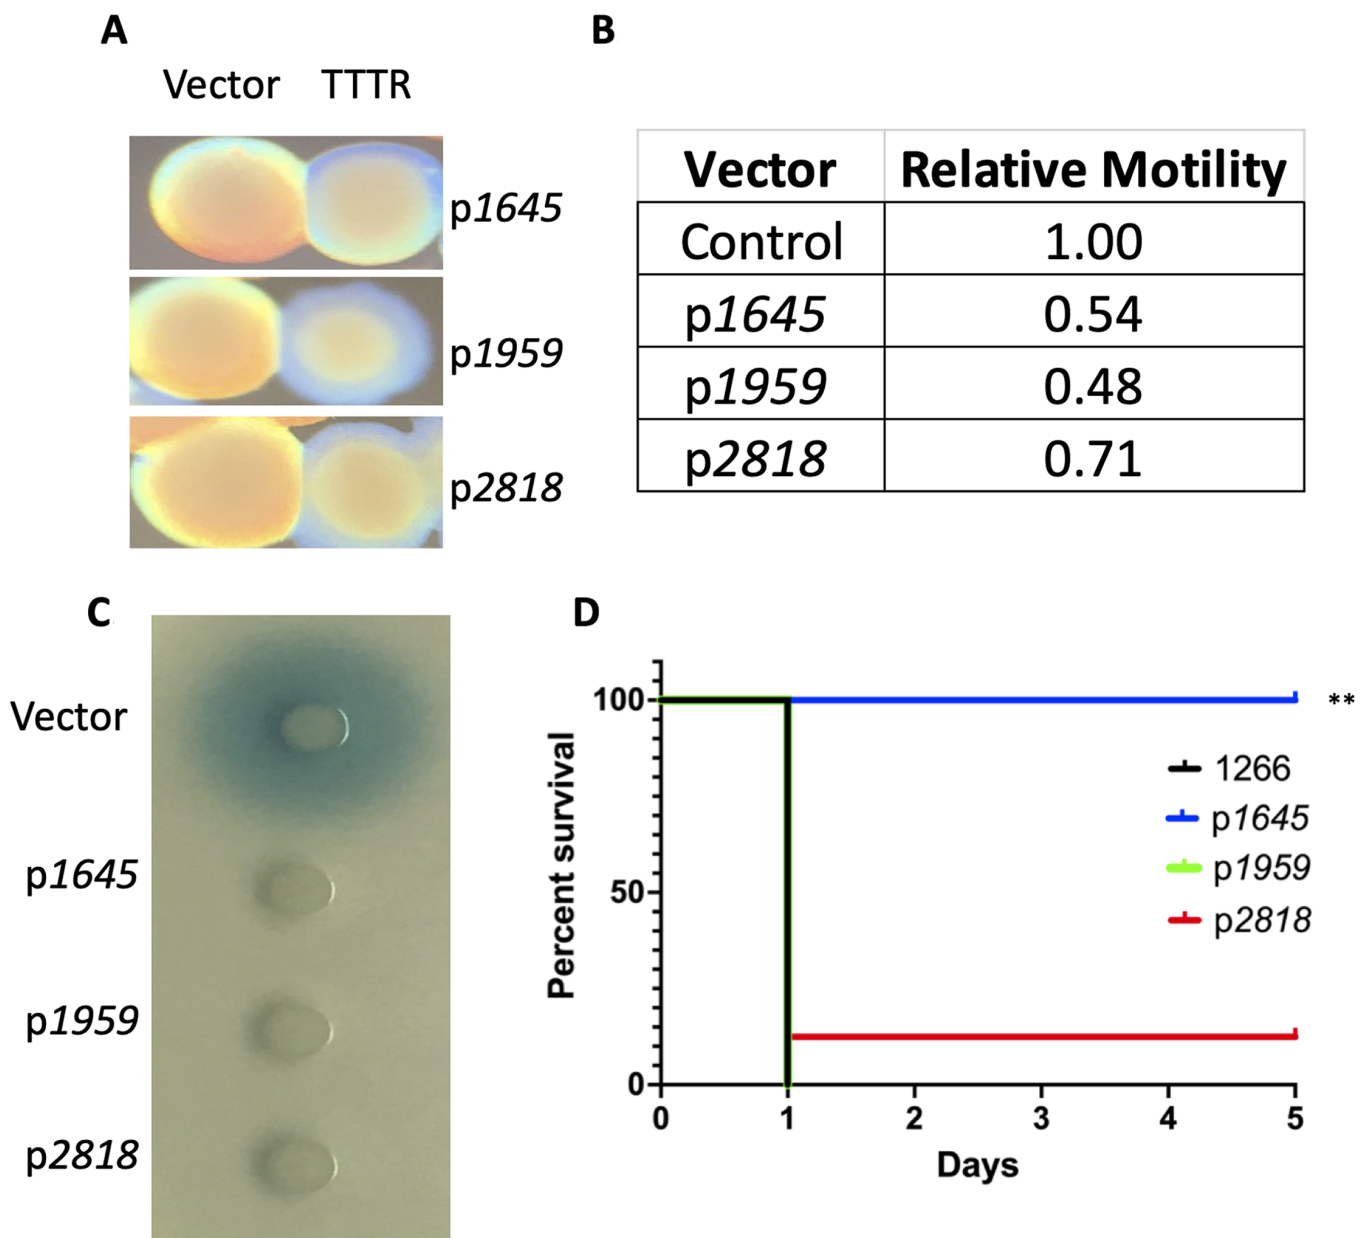 A
Vector TTTR
p1645
p1959
p2818
B
Vector Relative Motility
Control 1.00
p1645 0.54
p1959 0.48
p2818 0.71
C
Vector
p1645
p1959
p2818
D
Percent survival
100
50
0
0 1 2 3 4 5
Days
**
1266
p1645
p1959
p2818